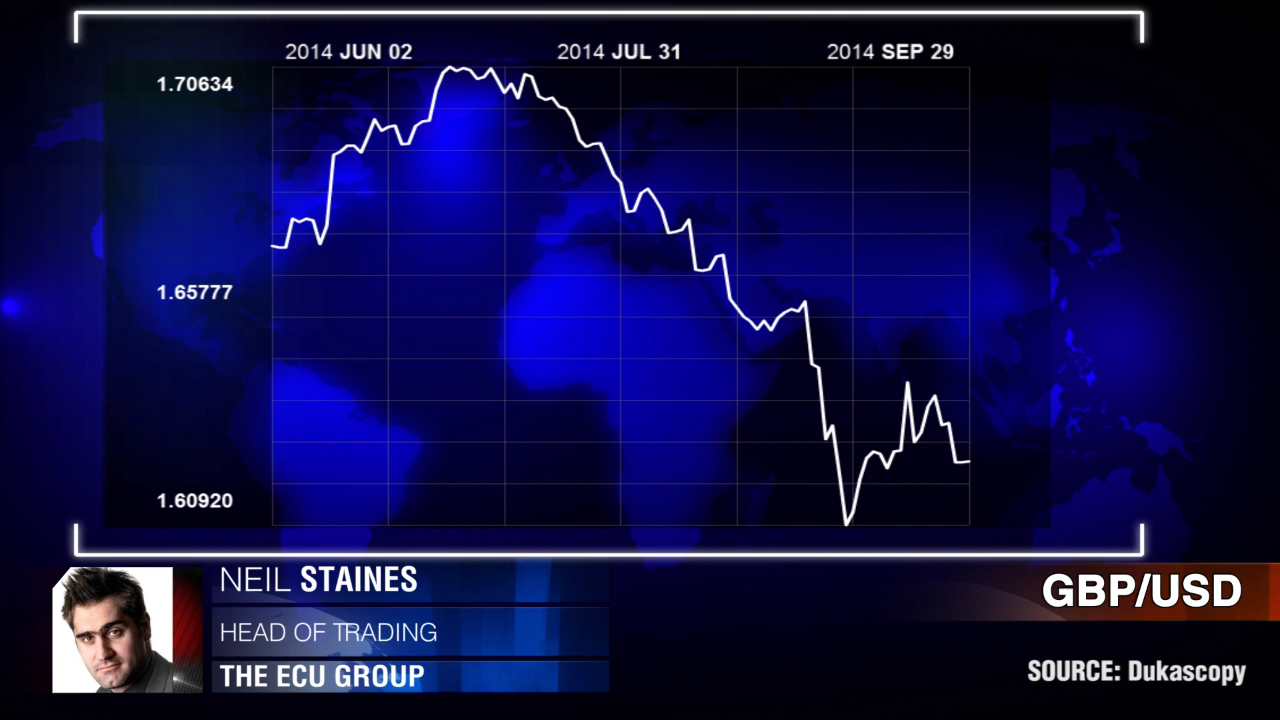 2014 JUN 02
2014 JUL 31
2014 SEP 29
1.70634
1.65777
1.60920
NEIL STAINES
HEAD OF TRADING
THE ECU GROUP
GBP/USD
SOURCE: Dukascopy